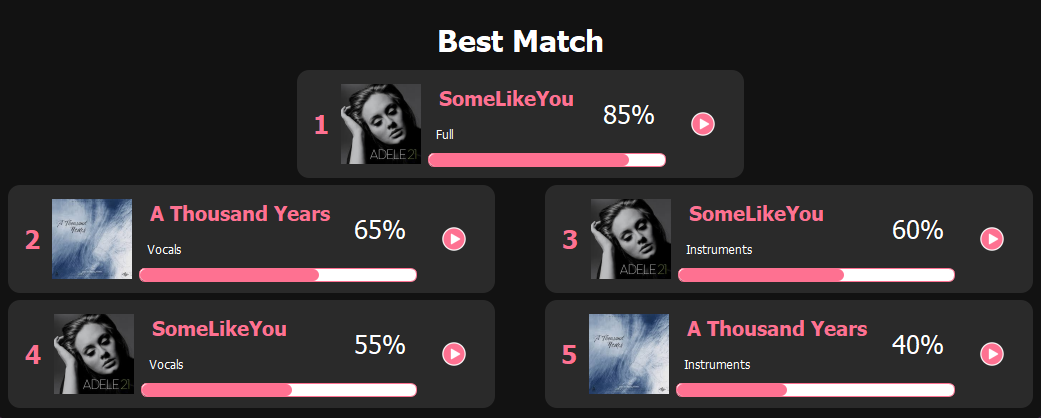 Best Match
1
ADELE 21
SomeLikeYou
Full
85%
2
A Thousand
Years
A Thousand Years
Vocals
65%
3
ADELE 21
SomeLikeYou
Instruments
60%
4
ADELE 21
SomeLikeYou
Vocals
55%
5
A Thousand
Years
A Thousand Years
Instruments
40%